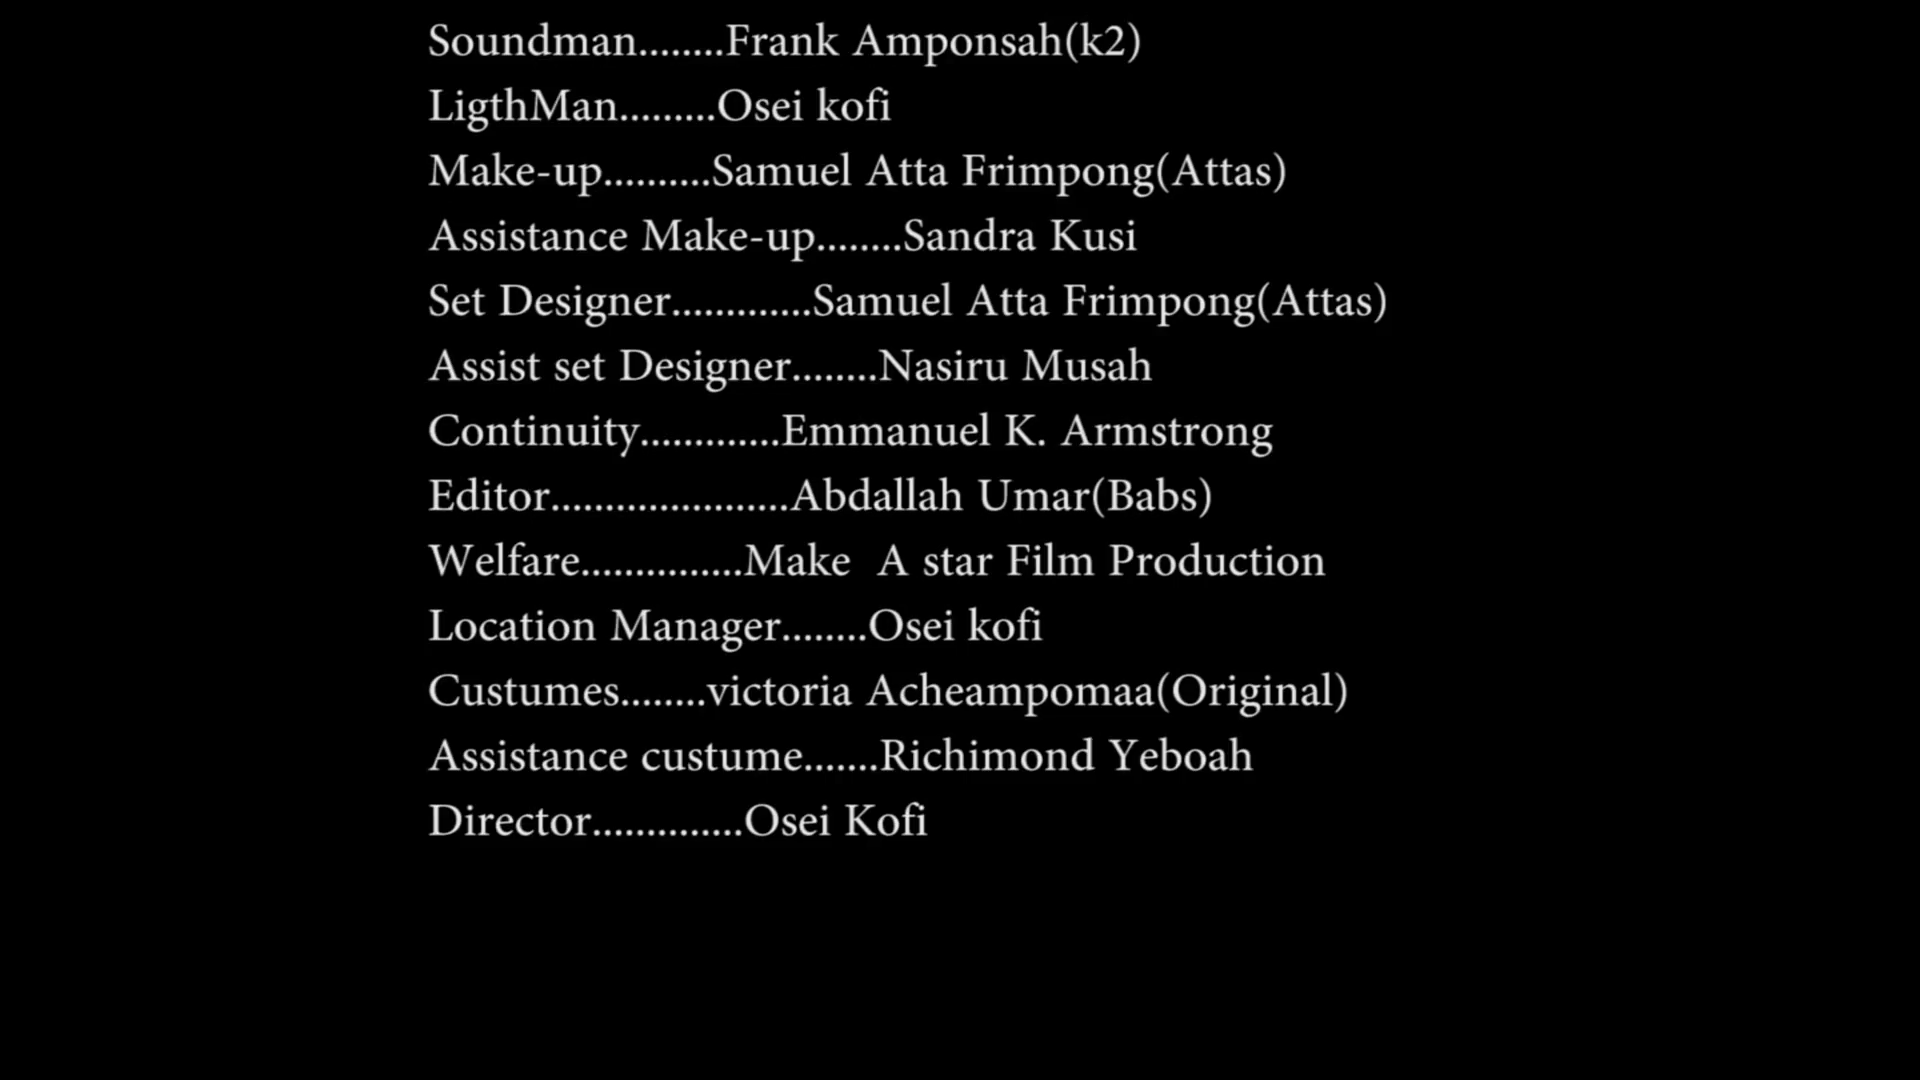 Soundman........Frank Amponsah(k2)
LigthMan.........Osei kofi
Make-up..........Samuel Atta Frimpong(Attas)
Assistance Make-up........Sandra Kusi
Set Designer.............Samuel Atta Frimpong(Attas)
Assist set Designer........Nasiru Musah
Continuity.............Emmanuel K. Armstrong
Editor......................Abdallah Umar(Babs)
Welfare...............Make  A star Film Production
Location Manager........Osei kofi
Custumes........victoria Acheampomaa(Original)
Assistance custume.......Richimond Yeboah
Director..............Osei Kofi